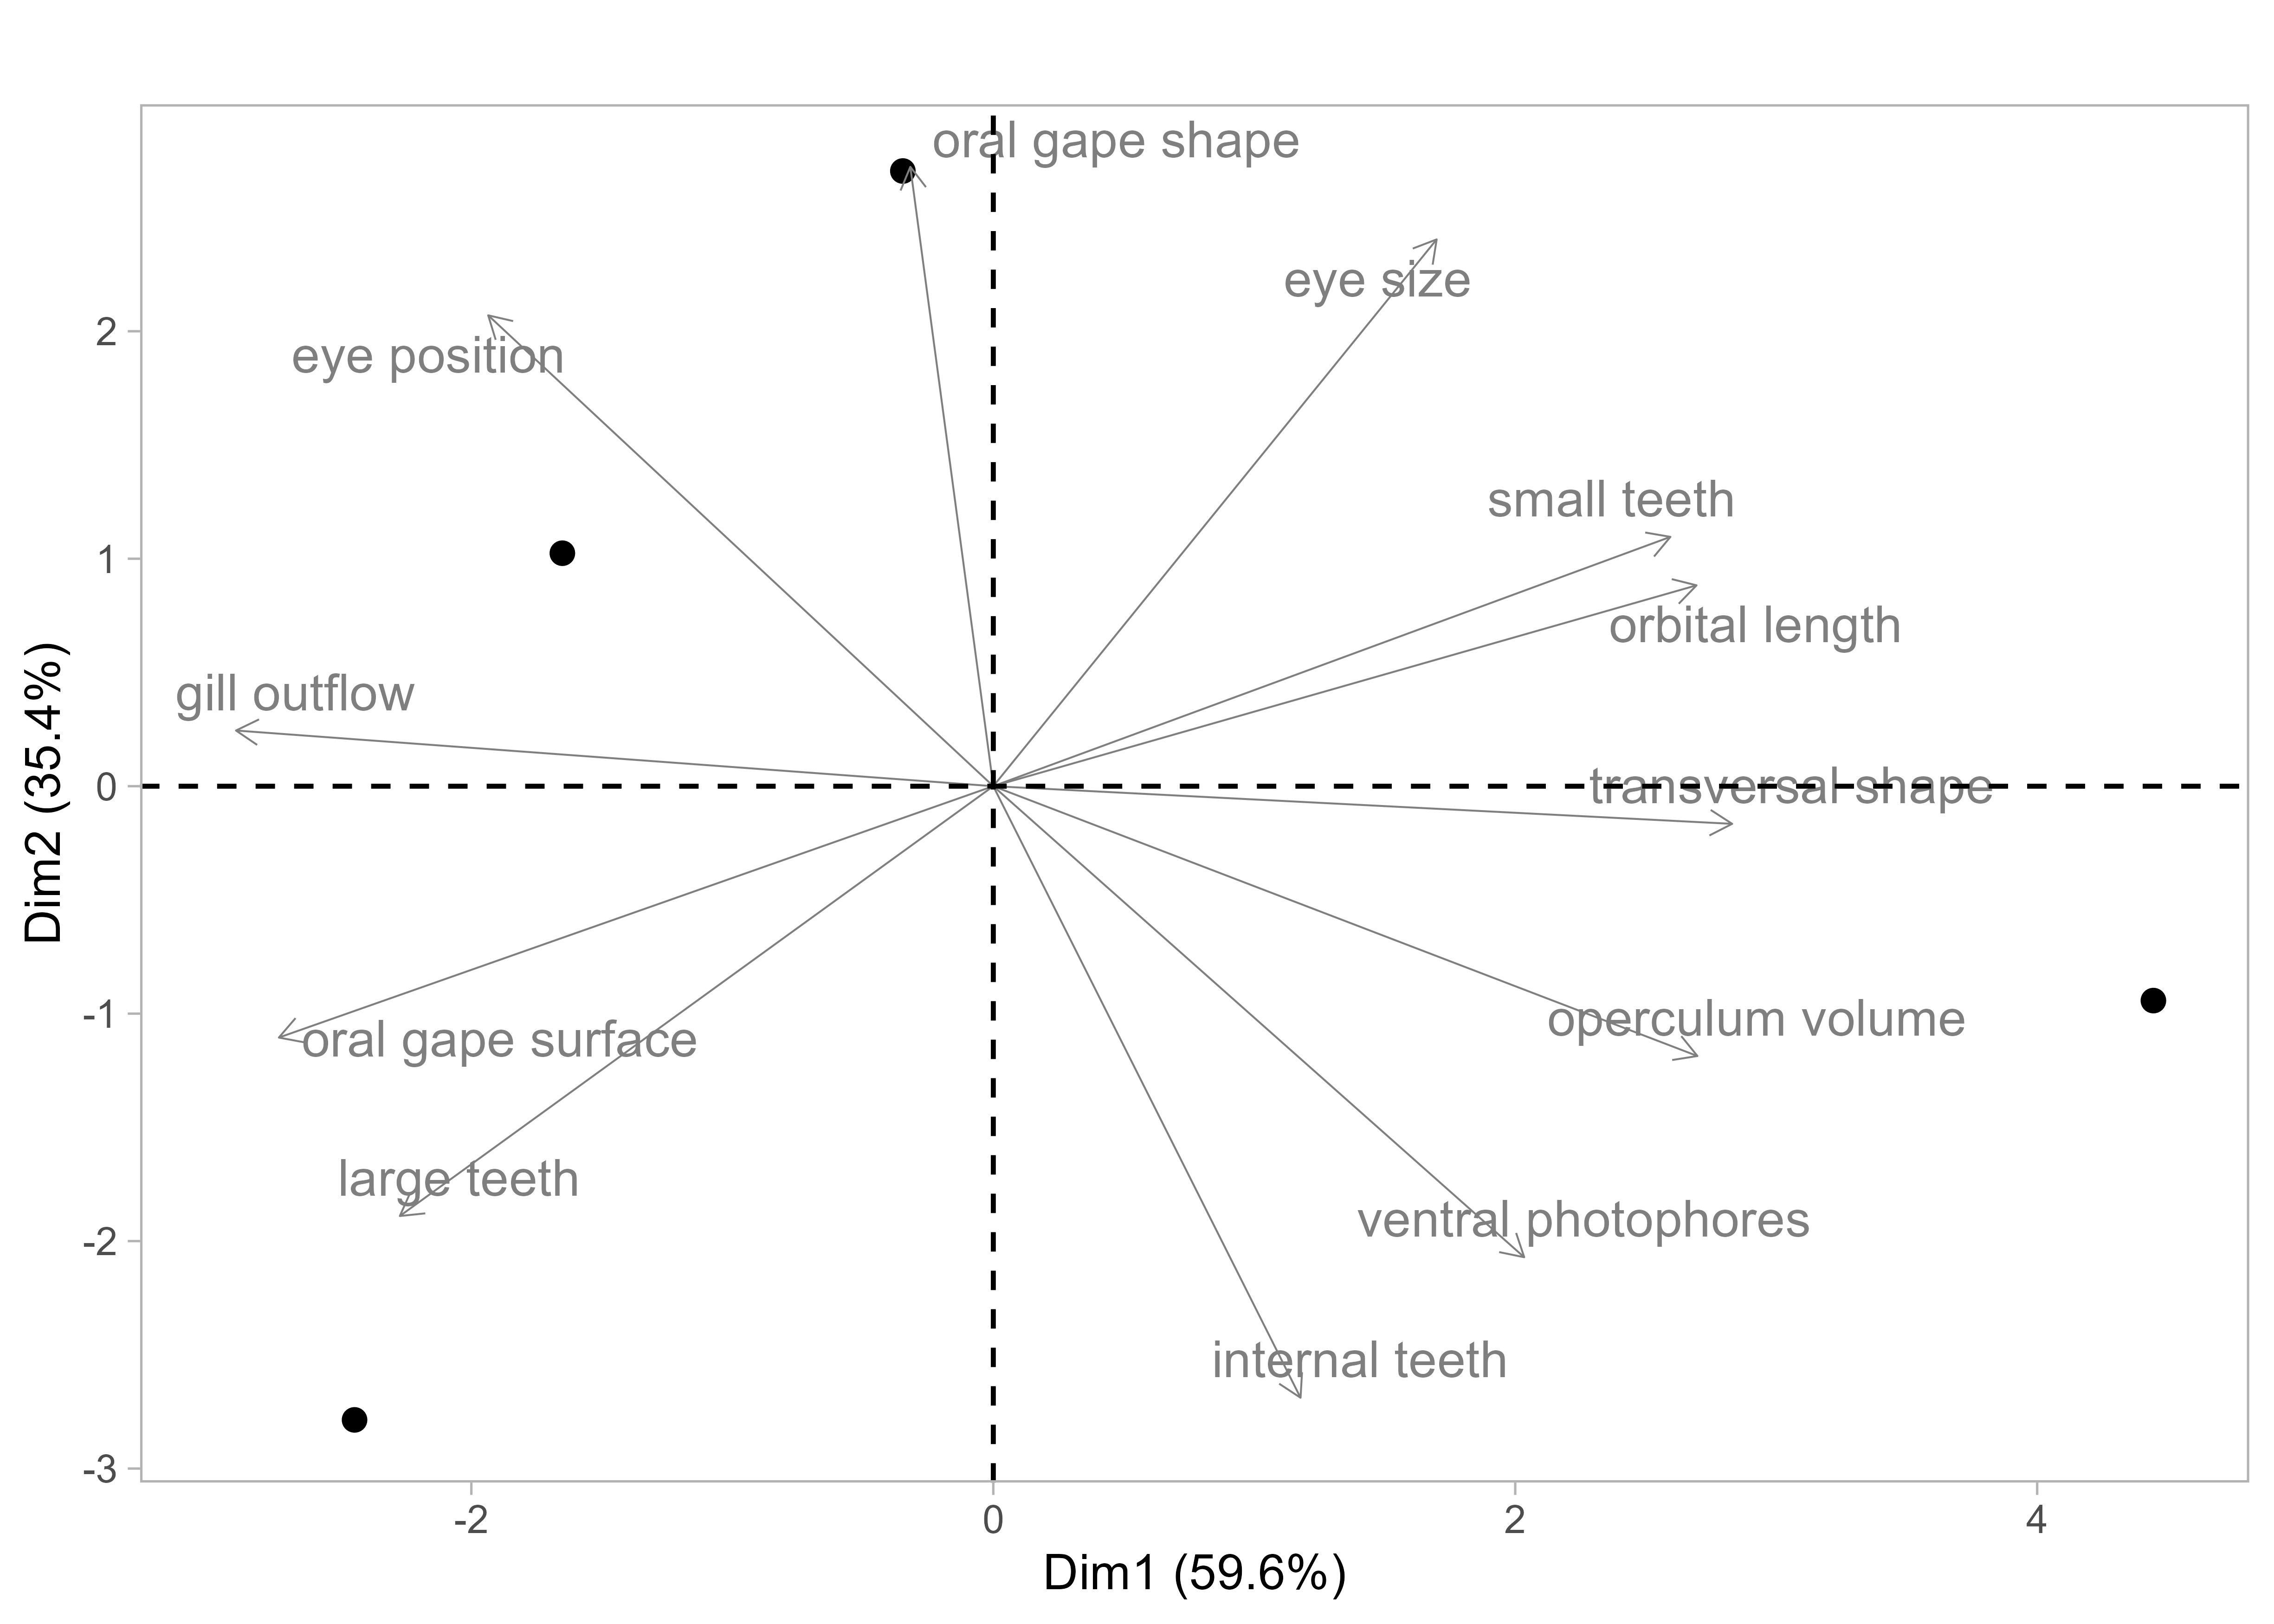 oral gape shape
eye size
2
eye position
small teeth
1
orbital length
gill outflow
0
transversal shape
Dim2 (35.4%)
-1
operculum volume
oral gape surface
large teeth
ventral photophores
-2
internal teeth
-3
-2
0
2
4
Dim1 (59.6%)